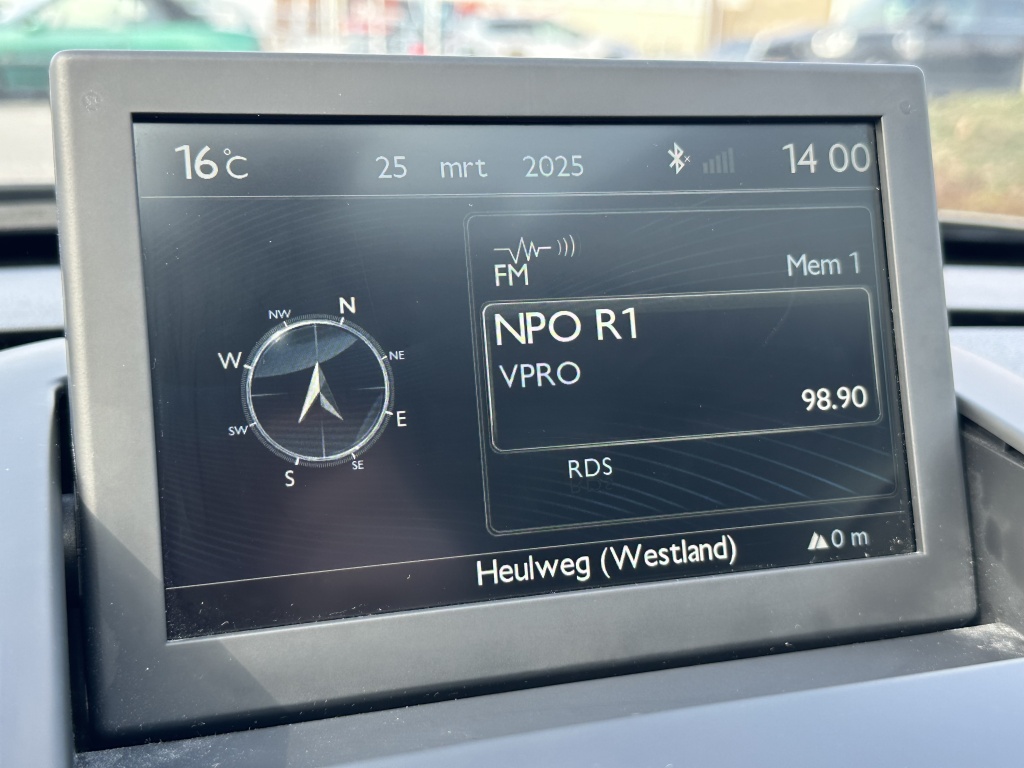 16°C 25 mrt 2025 14 00
FM
Mem 1
NPO R1
VPRO
98.90
RDS
N
NE
E
SE
S
SW
W
NW
Heulweg (Westland)
0 m